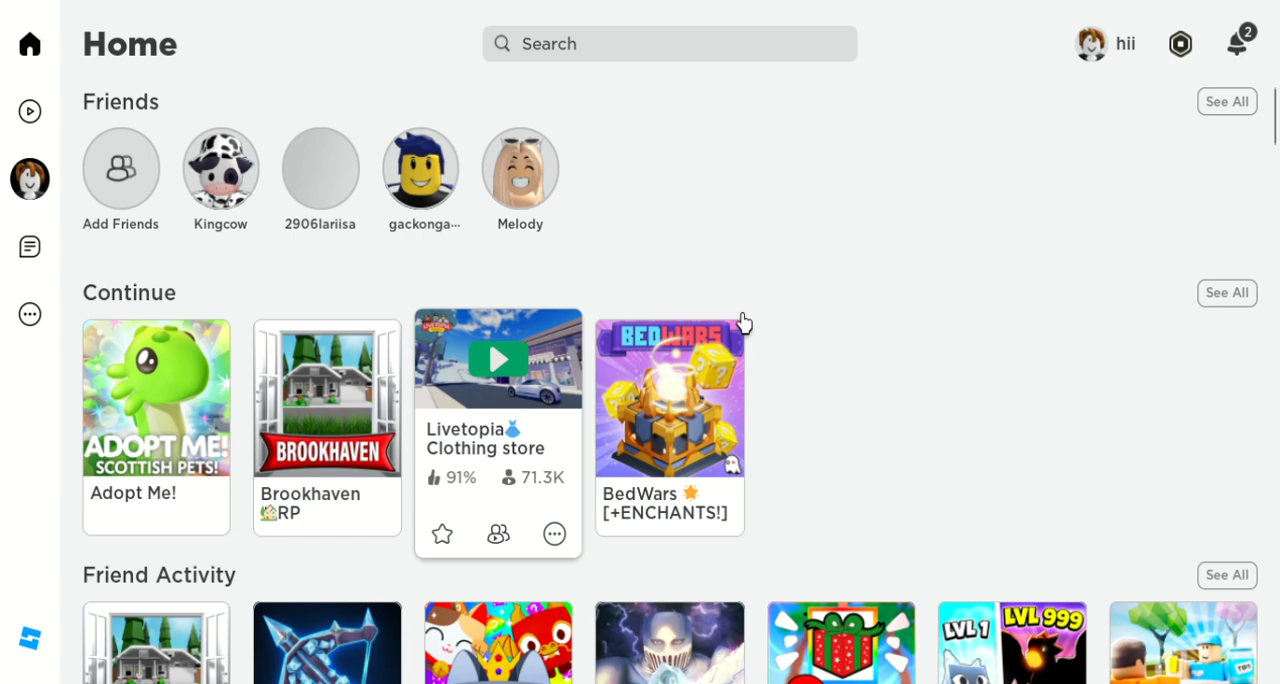 Home
Search
hii
2
Friends
See All
Add Friends
Kingcow
2906lariisa
gackonga...
Melody
Continue
See All
ADOPT ME!
SCOTTISH PETS!
Adopt Me!
BROOKHAVEN
Brookhaven
🏡RP
Livetopia👗
Clothing store
91%
71.3K
BEDWARS
BedWars 🌟
[+ENCHANTS!]
Friend Activity
See All
LVL 1
LVL 999